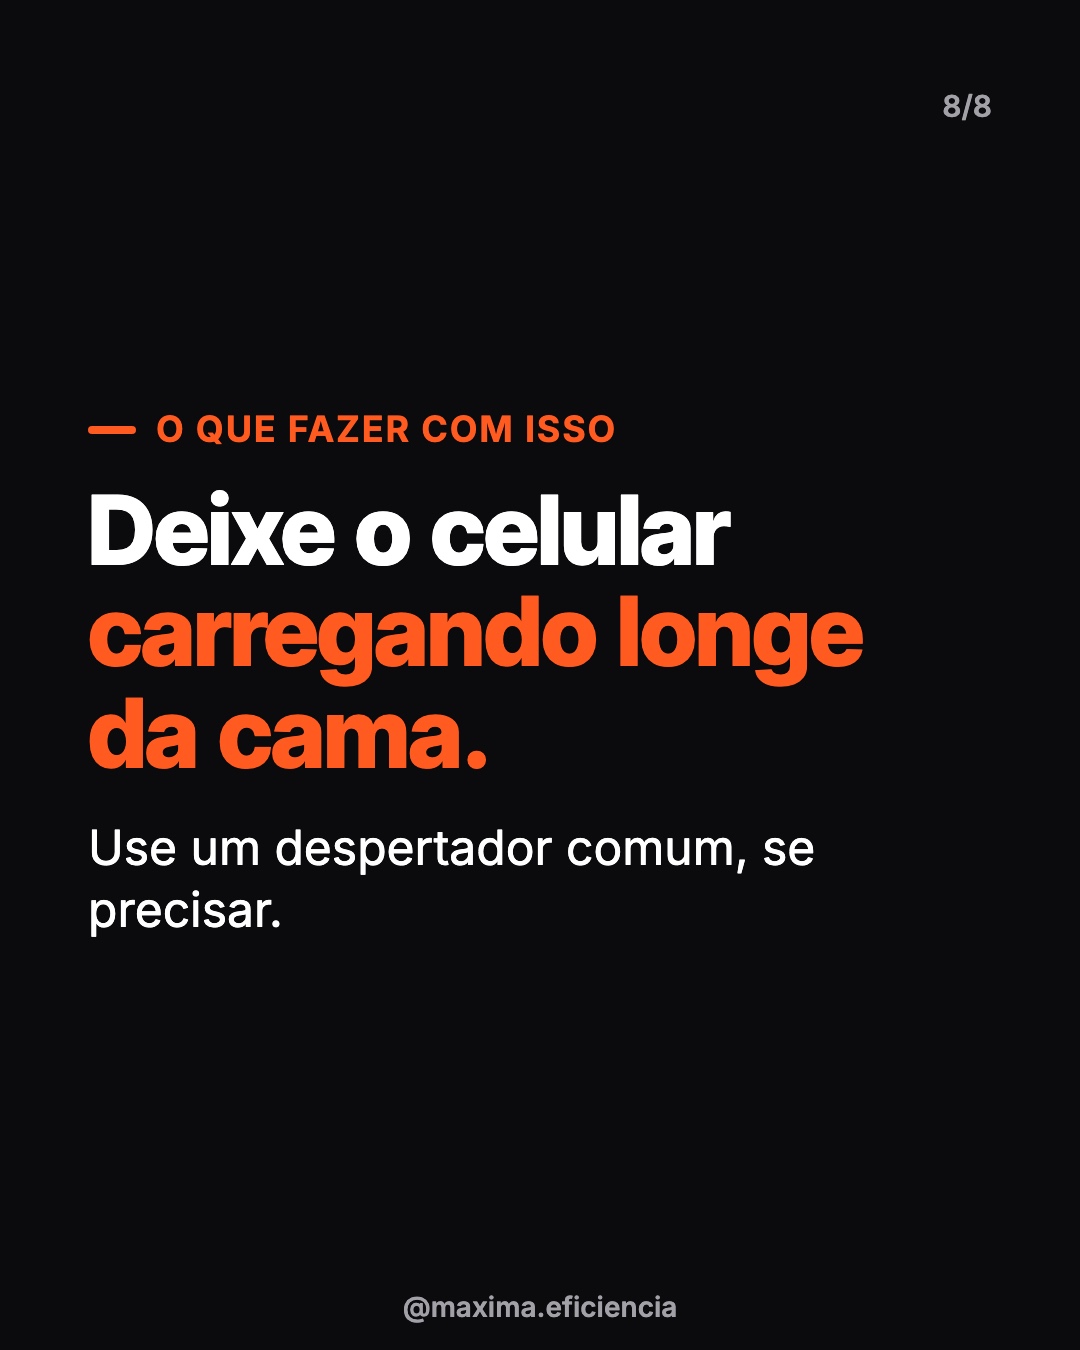 8/8
O QUE FAZER COM ISSO
Deixe o celular
carregando longe
da cama.
Use um despertador comum, se
precisar.
@maxima.eficiencia